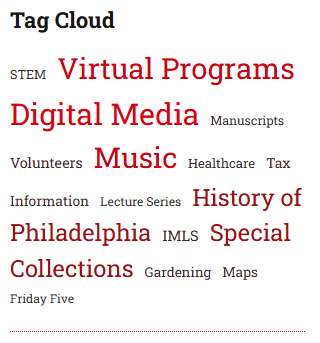 Tag Cloud
STEM Virtual Programs
Digital Media Manuscripts
Volunteers Music Healthcare Tax
Information Lecture Series History of
Philadelphia IMLS Special
Collections Gardening Maps
Friday Five